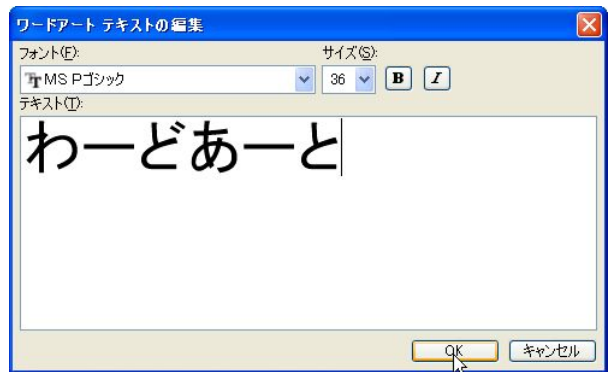 ワードアート テキストの編集
フォント(F): サイズ(S):
MS Pゴシック 36 B I
テキスト(T):
わーどあーと
OK キャンセル